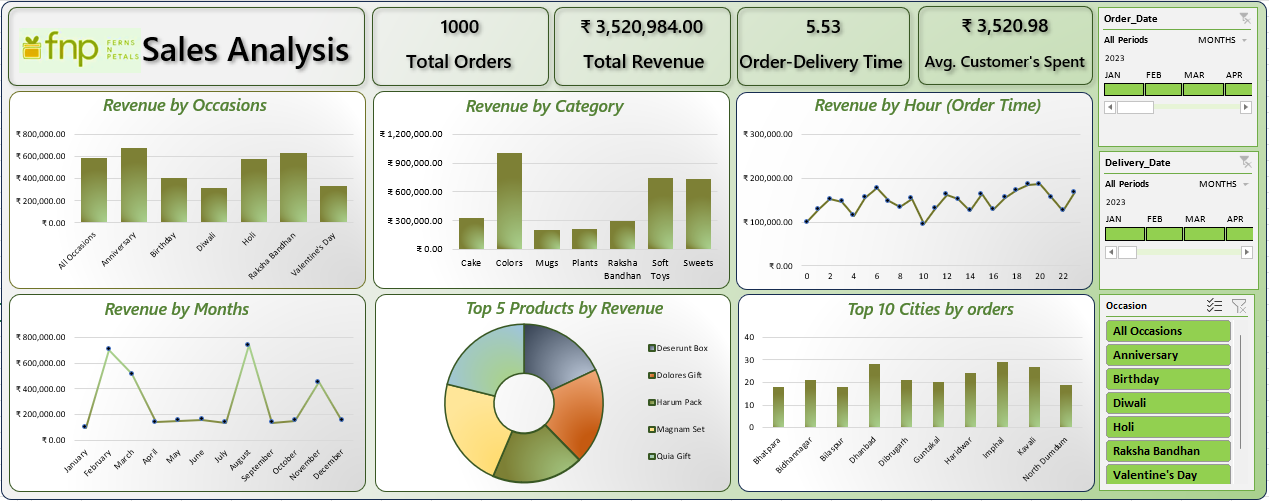 fnp FERNS
N
PETALS
Sales Analysis
1000
Total Orders
₹ 3,520,984.00
Total Revenue
5.53
Order-Delivery Time
₹ 3,520.98
Avg. Customer's Spent
Order_Date
All Periods MONTHS
2023
JAN FEB MAR APR
Revenue by Occasions
₹ 800,000.00
₹ 600,000.00
₹ 400,000.00
₹ 200,000.00
₹ 0.00
All Occasions
Anniversary
Birthday
Diwali
Holi
Raksha Bandhan
Valentine's Day
Revenue by Category
₹ 1,200,000.00
₹ 900,000.00
₹ 600,000.00
₹ 300,000.00
₹ 0.00
Cake
Colors
Mugs
Plants
Raksha
Bandhan
Soft
Toys
Sweets
Revenue by Hour (Order Time)
₹ 300,000.00
₹ 200,000.00
₹ 100,000.00
₹ 0.00
0 2 4 6 8 10 12 14 16 18 20 22
Delivery_Date
All Periods MONTHS
2023
JAN FEB MAR APR
Revenue by Months
₹ 800,000.00
₹ 600,000.00
₹ 400,000.00
₹ 200,000.00
₹ 0.00
January
February
March
April
May
June
July
August
September
October
November
December
Top 5 Products by Revenue
Deserunt Box
Dolores Gift
Harum Pack
Magnam Set
Quia Gift
Top 10 Cities by orders
40
30
20
10
0
Bhatpara
Bidhannagar
Bilaspur
Dhanbad
Dibrugarh
Guntakal
Haridwar
Imphal
Kavali
North Dumdum
Occasion
All Occasions
Anniversary
Birthday
Diwali
Holi
Raksha Bandhan
Valentine's Day